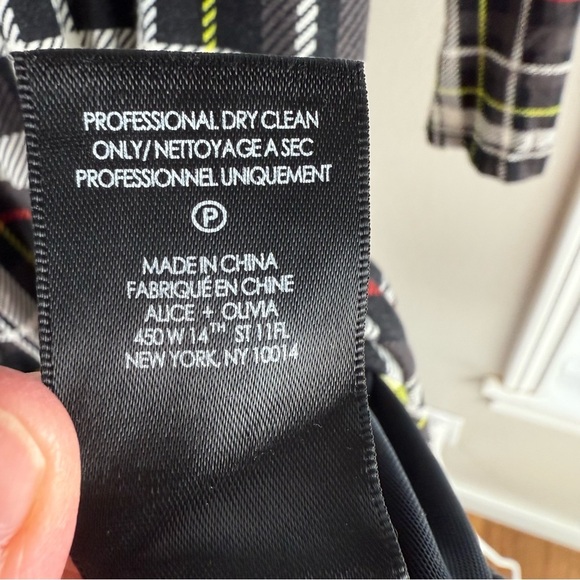 PROFESSIONAL DRY CLEAN
ONLY/ NETTOYAGE A SEC
PROFESSIONNEL UNIQUEMENT
P
MADE IN CHINA
FABRIQUÉ EN CHINE
ALICE + OLIVIA
450 W 14TH ST 11FL
NEW YORK, NY 10014